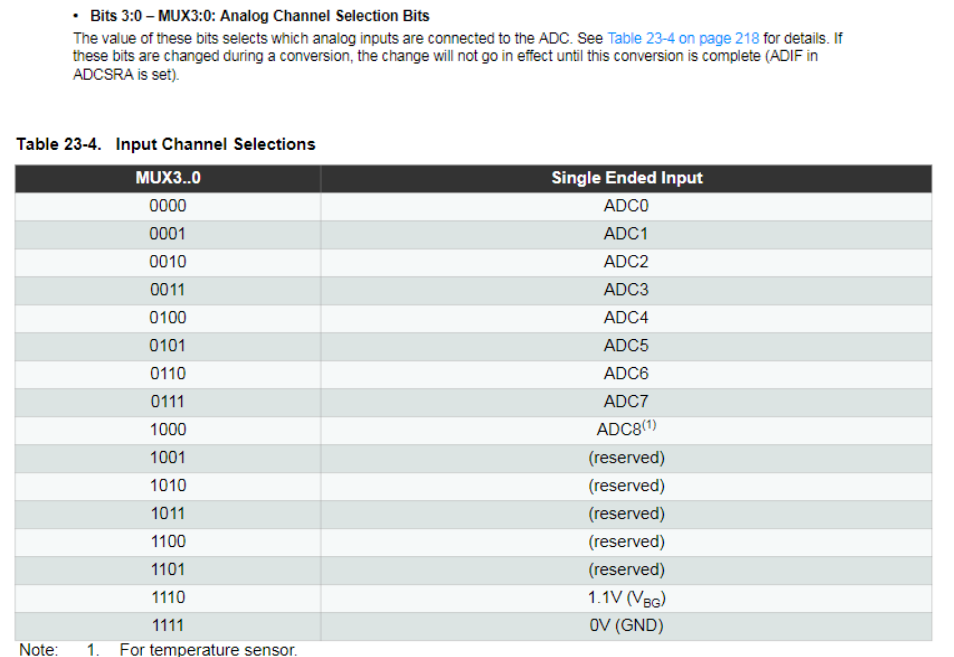 • Bits 3:0 – MUX3:0: Analog Channel Selection Bits
The value of these bits selects which analog inputs are connected to the ADC. See Table 23-4 on page 218 for details. If
these bits are changed during a conversion, the change will not go in effect until this conversion is complete (ADIF in
ADCSRA is set).
Table 23-4. Input Channel Selections
MUX3..0 Single Ended Input
0000 ADC0
0001 ADC1
0010 ADC2
0011 ADC3
0100 ADC4
0101 ADC5
0110 ADC6
0111 ADC7
1000 ADC8(1)
1001 (reserved)
1010 (reserved)
1011 (reserved)
1100 (reserved)
1101 (reserved)
1110 1.1V (VBG)
1111 0V (GND)
Note: 1. For temperature sensor.